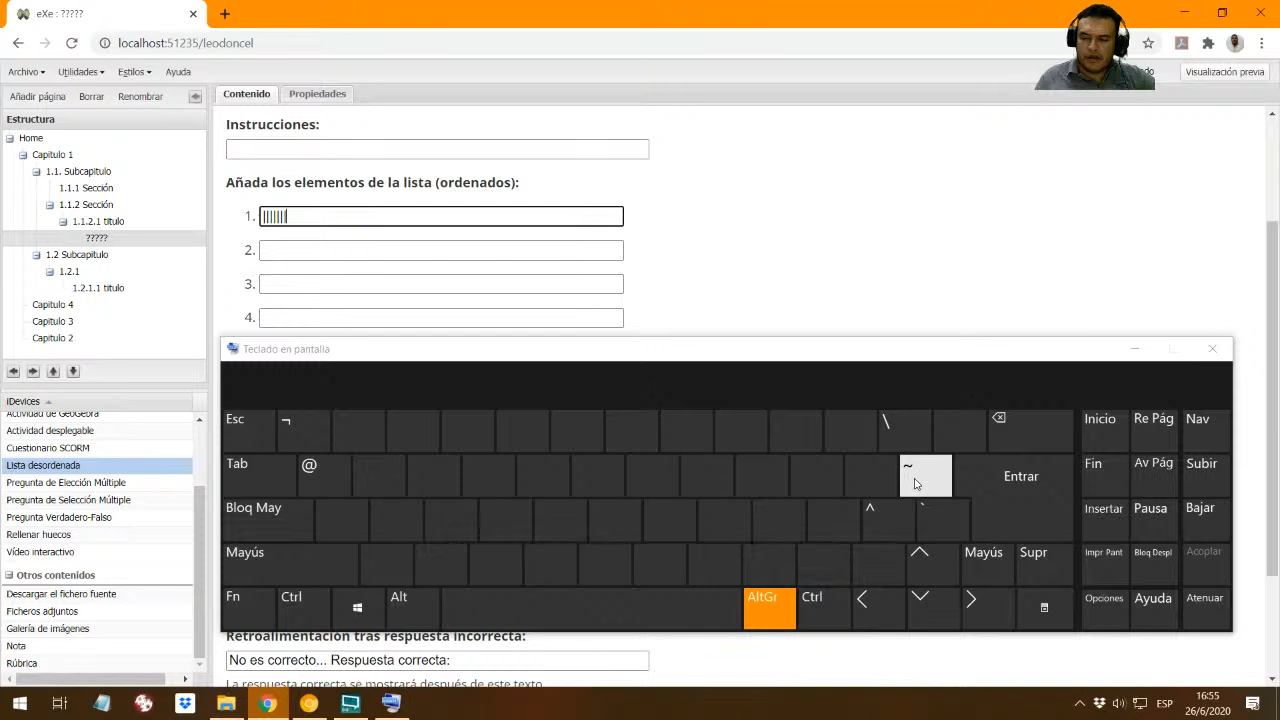 eXe : ?????
localhost:51235/leodoncel
Archivo Utilidades Estilos Ayuda
Visualización previa
Añadir página Borrar Renombrar
Estructura
Home
Capitulo 1
1.1. Subcapitulo
1.1.1 Sección
1.1.2 Sección
1.1.2.1 titulo
?????
1.2 Subcapitulo
1.2.1
1.2.1.1 titulo
Capitulo 4
Capitulo 3
Capitulo 2
iDevices
Actividad de GeoGebra
Actividad desplegable
Cuestionario SCORM
Lista desordenada
Pregunta de Elección Múltiple
Pregunta de Selección Múltiple
Pregunta Verdadero-Falso
Rellenar huecos
Vídeo interactivo
Otros contenidos
Descargar el fichero fuente
Ficheros adjuntos
Galería de imágenes
Nota
Rúbrica
Contenido Propiedades
Instrucciones:
Añada los elementos de la lista (ordenados):
1. |||||||
2.
3.
4.
Teclado en pantalla
Esc ¬ \ Inicio Re Pág Nav
Tab @ ~ Entrar Fin Av Pág Subir
Bloq May ^ ` Insertar Pausa Bajar
Mayús Mayús Supr Impr Pant Bloq Despl Acoplar
Fn Ctrl Alt AltGr Ctrl Opciones Ayuda Atenuar
Retroalimentación tras respuesta incorrecta:
No es correcto... Respuesta correcta:
La respuesta correcta se mostrará después de este texto
ESP
16:55
26/6/2020